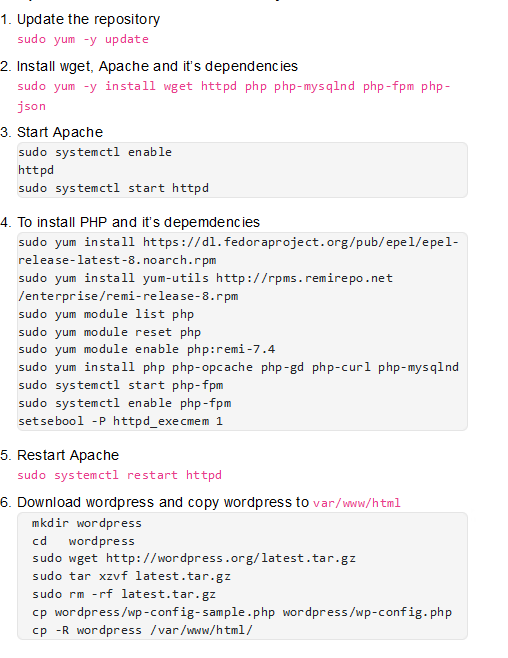 1. Update the repository
sudo yum -y update
2. Install wget, Apache and it's dependencies
sudo yum -y install wget httpd php php-mysqlnd php-fpm php-
json
3. Start Apache
sudo systemctl enable
httpd
sudo systemctl start httpd
4. To install PHP and it's depemdencies
sudo yum install https://dl.fedoraproject.org/pub/epel/epel-
release-latest-8.noarch.rpm
sudo yum install yum-utils http://rpms.remirepo.net
/enterprise/remi-release-8.rpm
sudo yum module list php
sudo yum module reset php
sudo yum module enable php:remi-7.4
sudo yum install php php-opcache php-gd php-curl php-mysqlnd
sudo systemctl start php-fpm
sudo systemctl enable php-fpm
setsebool -P httpd_execmem 1
5. Restart Apache
sudo systemctl restart httpd
6. Download wordpress and copy wordpress to var/www/html
mkdir wordpress
cd   wordpress
sudo wget http://wordpress.org/latest.tar.gz
sudo tar xzvf latest.tar.gz
sudo rm -rf latest.tar.gz
cp wordpress/wp-config-sample.php wordpress/wp-config.php
cp -R wordpress /var/www/html/